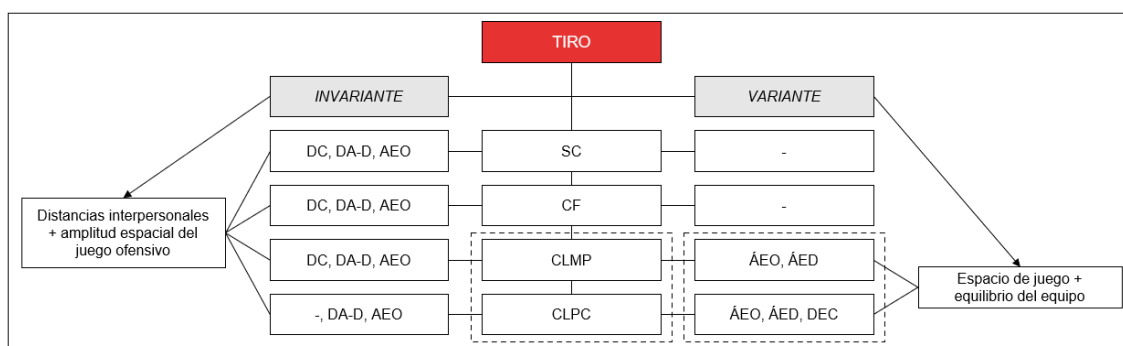 TIRO
INVARIANTE
VARIANTE
DC, DA-D, AEO
SC
-
DC, DA-D, AEO
CF
-
Distancias interpersonales
+ amplitud espacial del
juego ofensivo
DC, DA-D, AEO
CLMP
ÁEO, ÁED
-, DA-D, AEO
CLPC
ÁEO, ÁED, DEC
Espacio de juego +
equilibrio del equipo